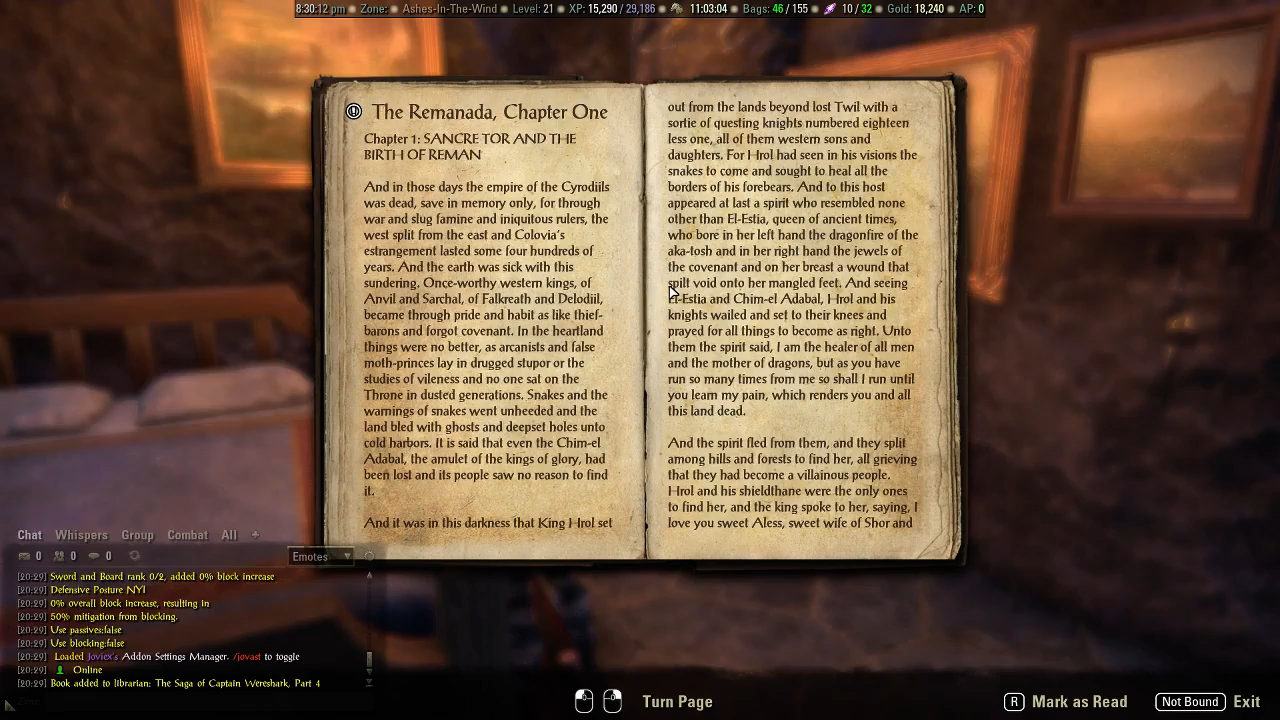 8:30:12 pm Zone: Ashes-In-The-Wind Level: 21 XP: 15,290 / 29,186 11:03:04 Bags: 46 / 155 10 / 32 Gold: 18,240 AP: 0
The Remanada, Chapter One
Chapter 1: SANCRE TOR AND THE
BIRTH OF REMAN
And in those days the empire of the Cyrodiils
was dead, save in memory only, for through
war and slug famine and iniquitous rulers, the
west split from the east and Colovia's
estrangement lasted some four hundreds of
years. And the earth was sick with this
sundering. Once-worthy western kings, of
Anvil and Sarchal, of Falkreath and Delodiil,
became through pride and habit as like thief-
barons and forgot covenant. In the heartland
things were no better, as arcanists and false
moth-princes lay in drugged stupor or the
studies of vileness and no one sat on the
Throne in dusted generations. Snakes and the
warnings of snakes went unheeded and the
land bled with ghosts and deepset holes unto
cold harbors. It is said that even the Chim-el
Adabal, the amulet of the kings of glory, had
been lost and its people saw no reason to find
it.
And it was in this darkness that King Hrol set
out from the lands beyond lost Twil with a
sortie of questing knights numbered eighteen
less one, all of them western sons and
daughters. For Hrol had seen in his visions the
snakes to come and sought to heal all the
borders of his forebears. And to this host
appeared at last a spirit who resembled none
other than El-Estia, queen of ancient times,
who bore in her left hand the dragonfire of the
aka-tosh and in her right hand the jewels of
the covenant and on her breast a wound that
spilt void onto her mangled feet. And seeing
El-Estia and Chim-el Adabal, Hrol and his
knights wailed and set to their knees and
prayed for all things to become as right. Unto
them the spirit said, I am the healer of all men
and the mother of dragons, but as you have
run so many times from me so shall I run until
you learn my pain, which renders you and all
this land dead.
And the spirit fled from them, and they split
among hills and forests to find her, all grieving
that they had become a villainous people.
Hrol and his shieldthane were the only ones
to find her, and the king spoke to her, saying, I
love you sweet Aless, sweet wife of Shor and
Chat Whispers Group Combat All +
0 0 0
Emotes
[20:29] Sword and Board rank 0/2, added 0% block increase
[20:29] Defensive Posture NYI
[20:29] 0% overall block increase, resulting in
[20:29] 50% mitigation from blocking.
[20:29] Use passives:false
[20:29] Use blocking:false
[20:29] Loaded Joviex's Addon Settings Manager. /jovast to toggle
[20:29] Online
[20:29] Book added to librarian: The Saga of Captain Wereshark, Part 4
Turn Page
R Mark as Read
Not Bound Exit